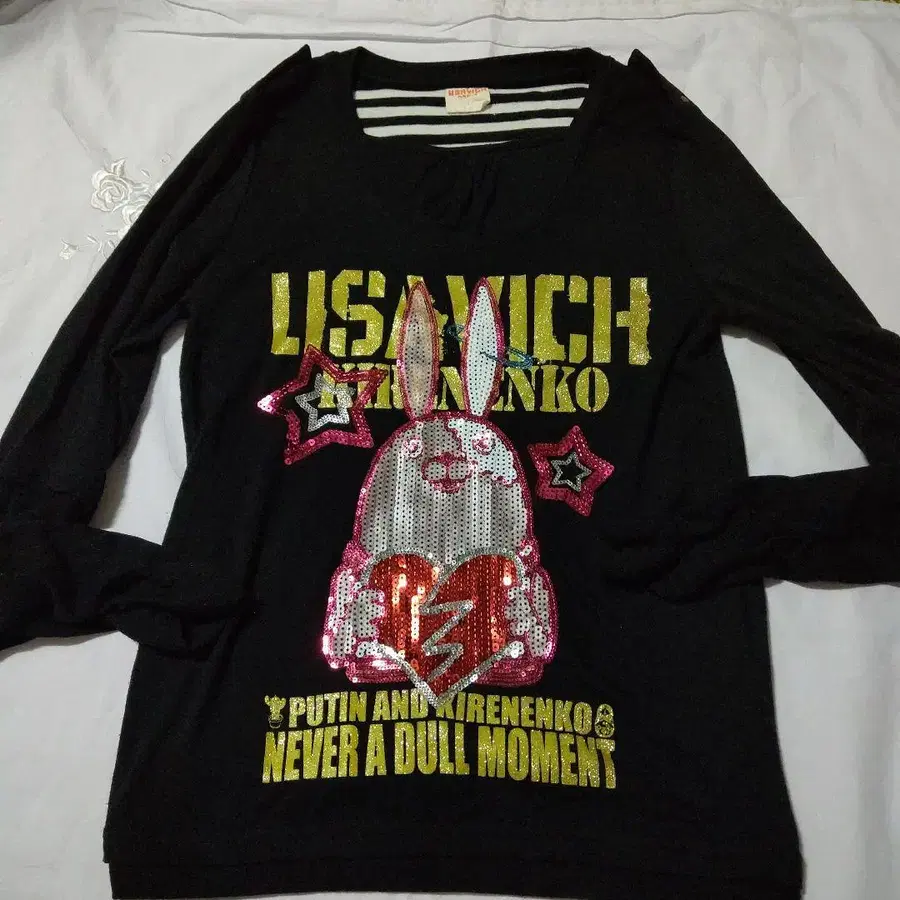 USAVICH
KIRENENKO
PUTIN AND KIRENENKO
NEVER A DULL MOMENT